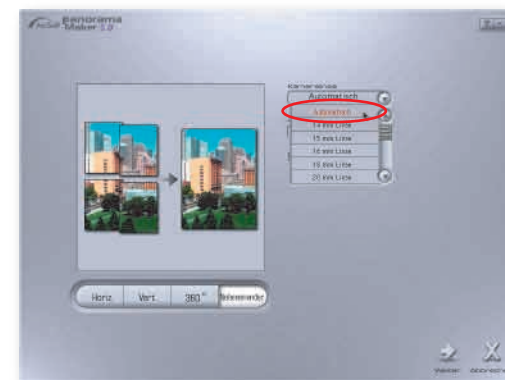 Panorama
Maker 3.0
Automatisch
14 mm Linse
15 mm Linse
16 mm Linse
18 mm Linse
20 mm Linse
Horiz. Vert. 360° Nebeneinander
Weiter